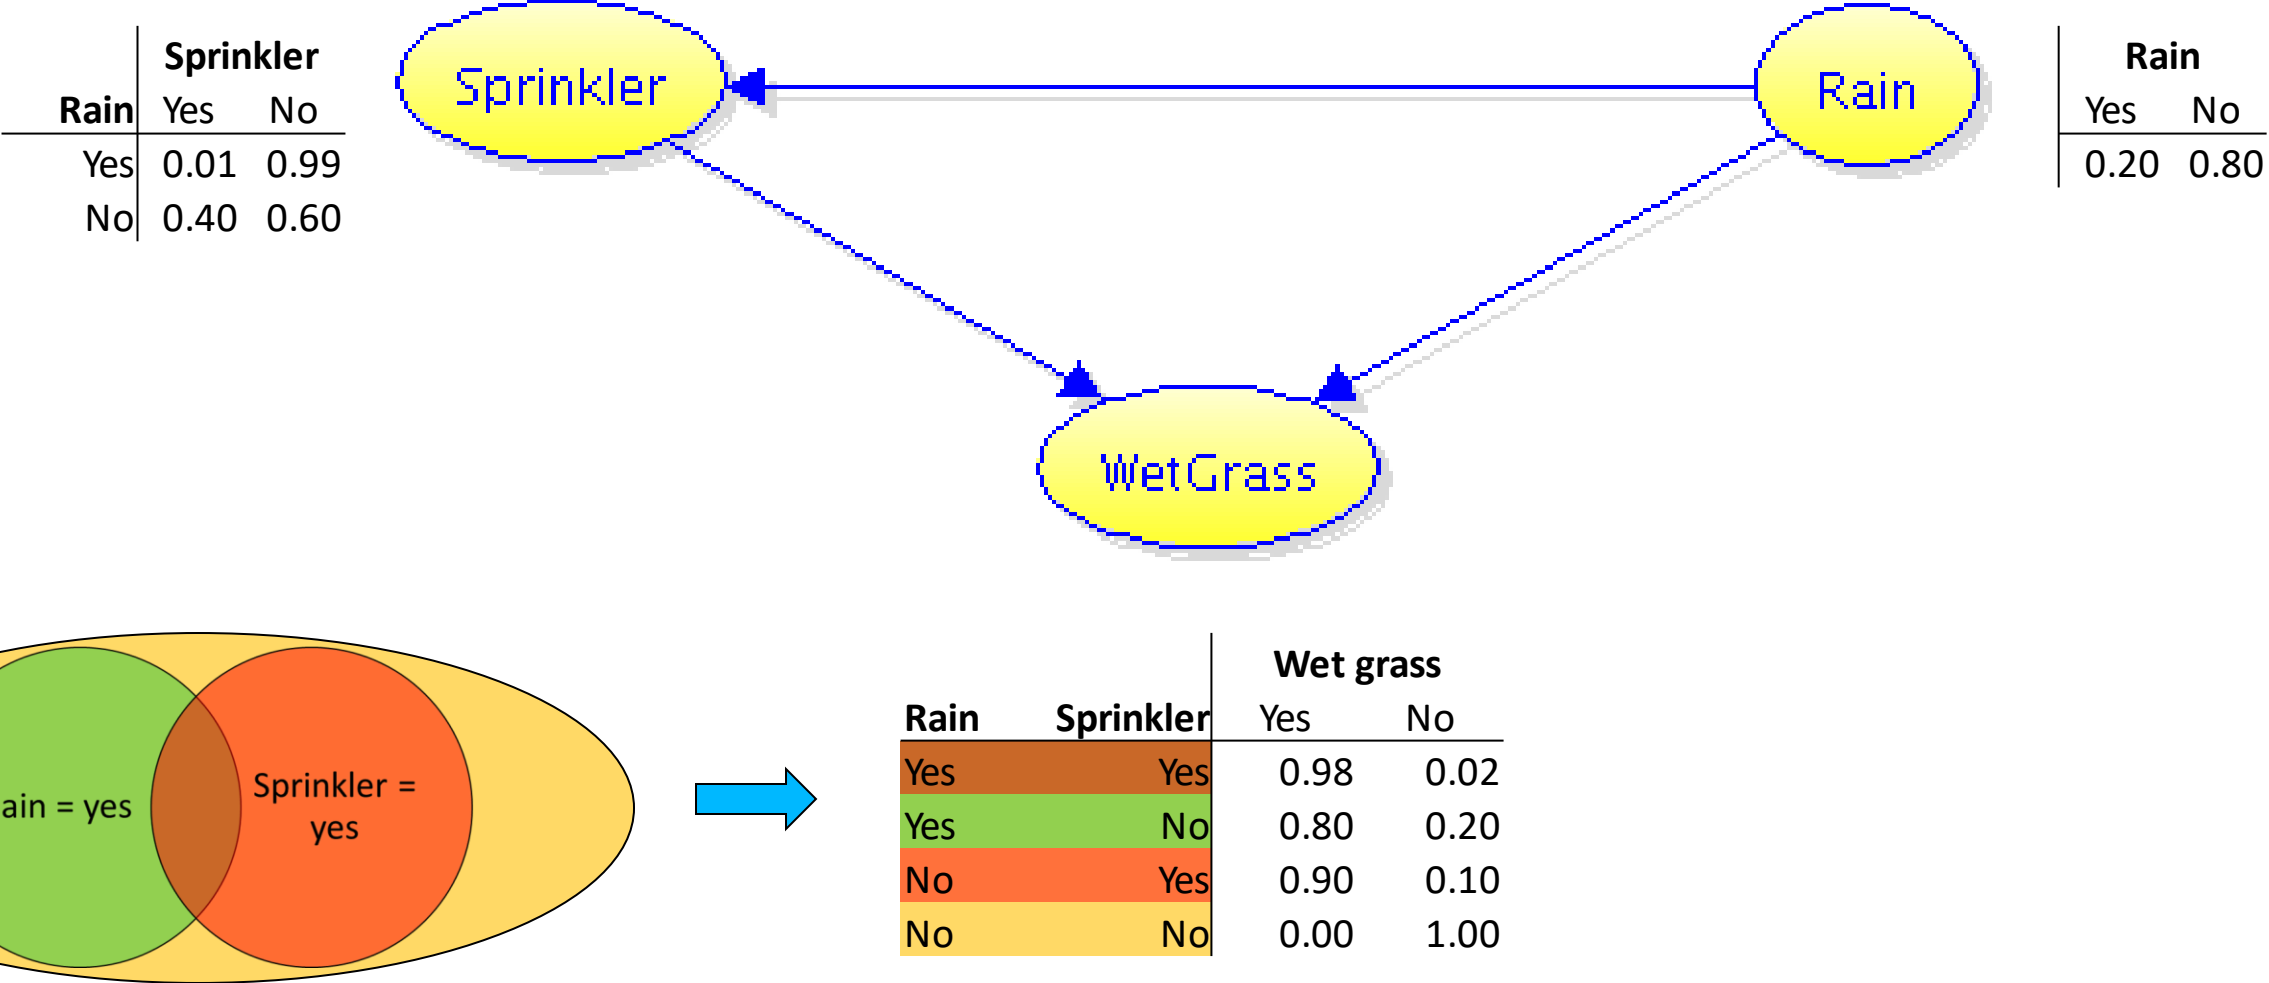 Sprinkler
Rain Yes No
Yes 0.01 0.99
No 0.40 0.60
Sprinkler
Rain
Rain
Yes No
0.20 0.80
WetGrass
ain = yes
Sprinkler =
yes
Wet grass
Rain Sprinkler Yes No
Yes Yes 0.98 0.02
Yes No 0.80 0.20
No Yes 0.90 0.10
No No 0.00 1.00